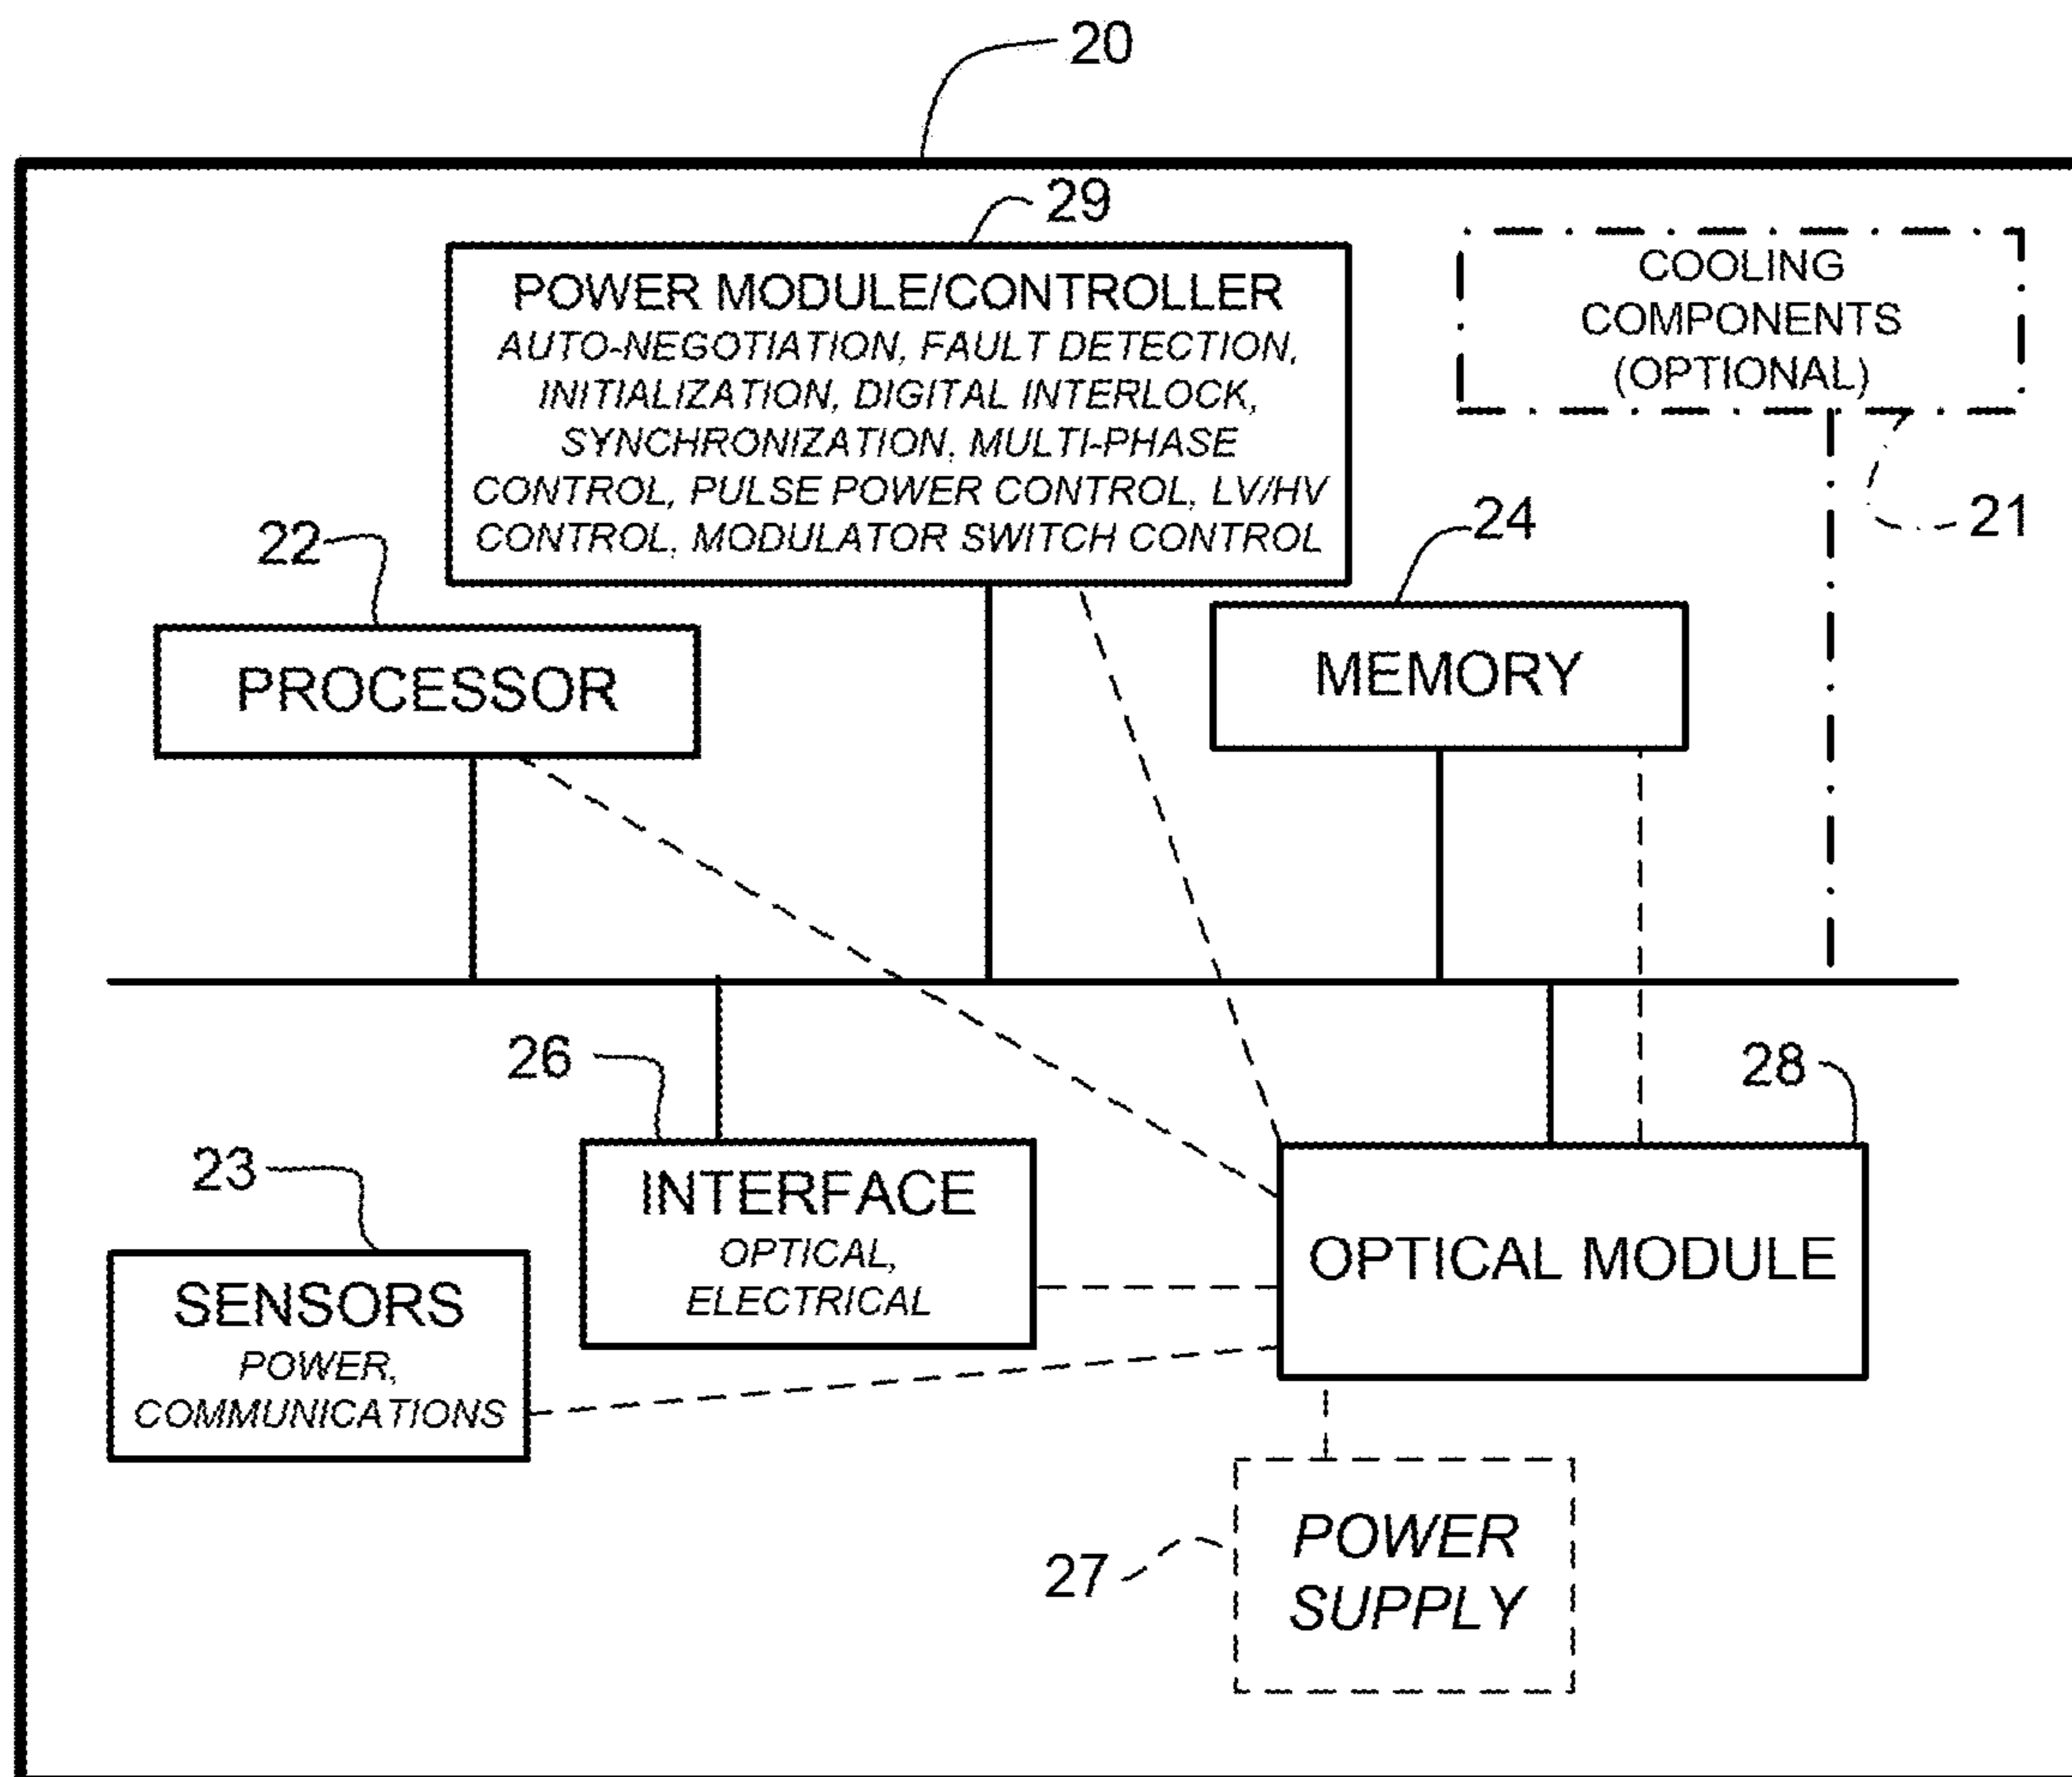 20
29
POWER MODULE/CONTROLLER
AUTO-NEGOTIATION, FAULT DETECTION,
INITIALIZATION, DIGITAL INTERLOCK,
SYNCHRONIZATION, MULTI-PHASE
CONTROL, PULSE POWER CONTROL, LV/HV
CONTROL, MODULATOR SWITCH CONTROL
COOLING
COMPONENTS
(OPTIONAL)
21
22
PROCESSOR
24
MEMORY
26
INTERFACE
OPTICAL,
ELECTRICAL
28
OPTICAL MODULE
23
SENSORS
POWER,
COMMUNICATIONS
27
POWER
SUPPLY